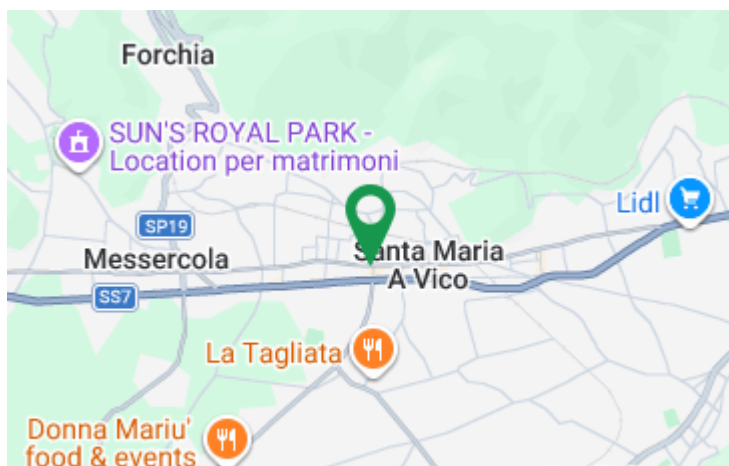 Forchia
SUN'S ROYAL PARK -
Location per matrimoni
Lidl
SP19
Santa Maria
A Vico
Messercola
SS7
La Tagliata
Donna Mariu'
food & events